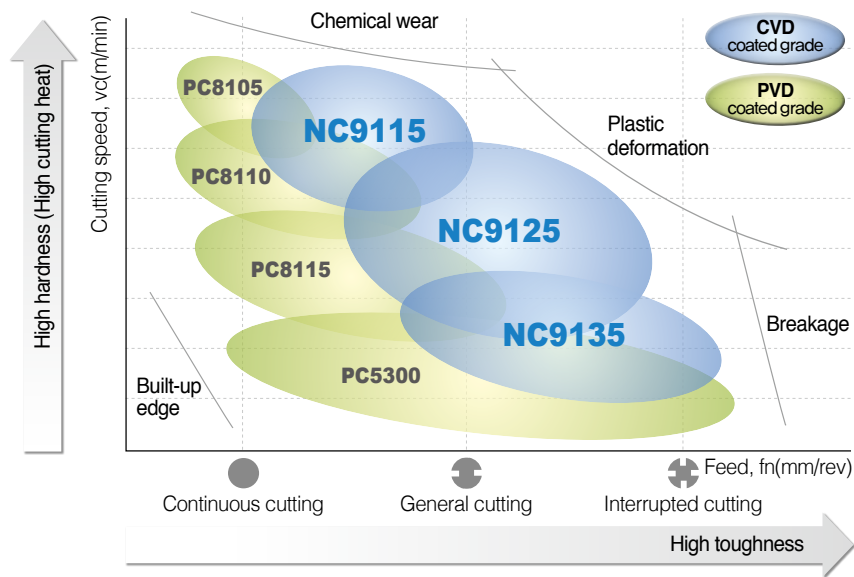 Chemical wear
CVD
coated grade
PVD
coated grade
High hardness (High cutting heat)
Cutting speed, vc(m/min)
PC8105
NC9115
Plastic
deformation
PC8110
NC9125
PC8115
NC9135
Breakage
PC5300
Built-up
edge
Feed, fn(mm/rev)
Continuous cutting
General cutting
Interrupted cutting
High toughness